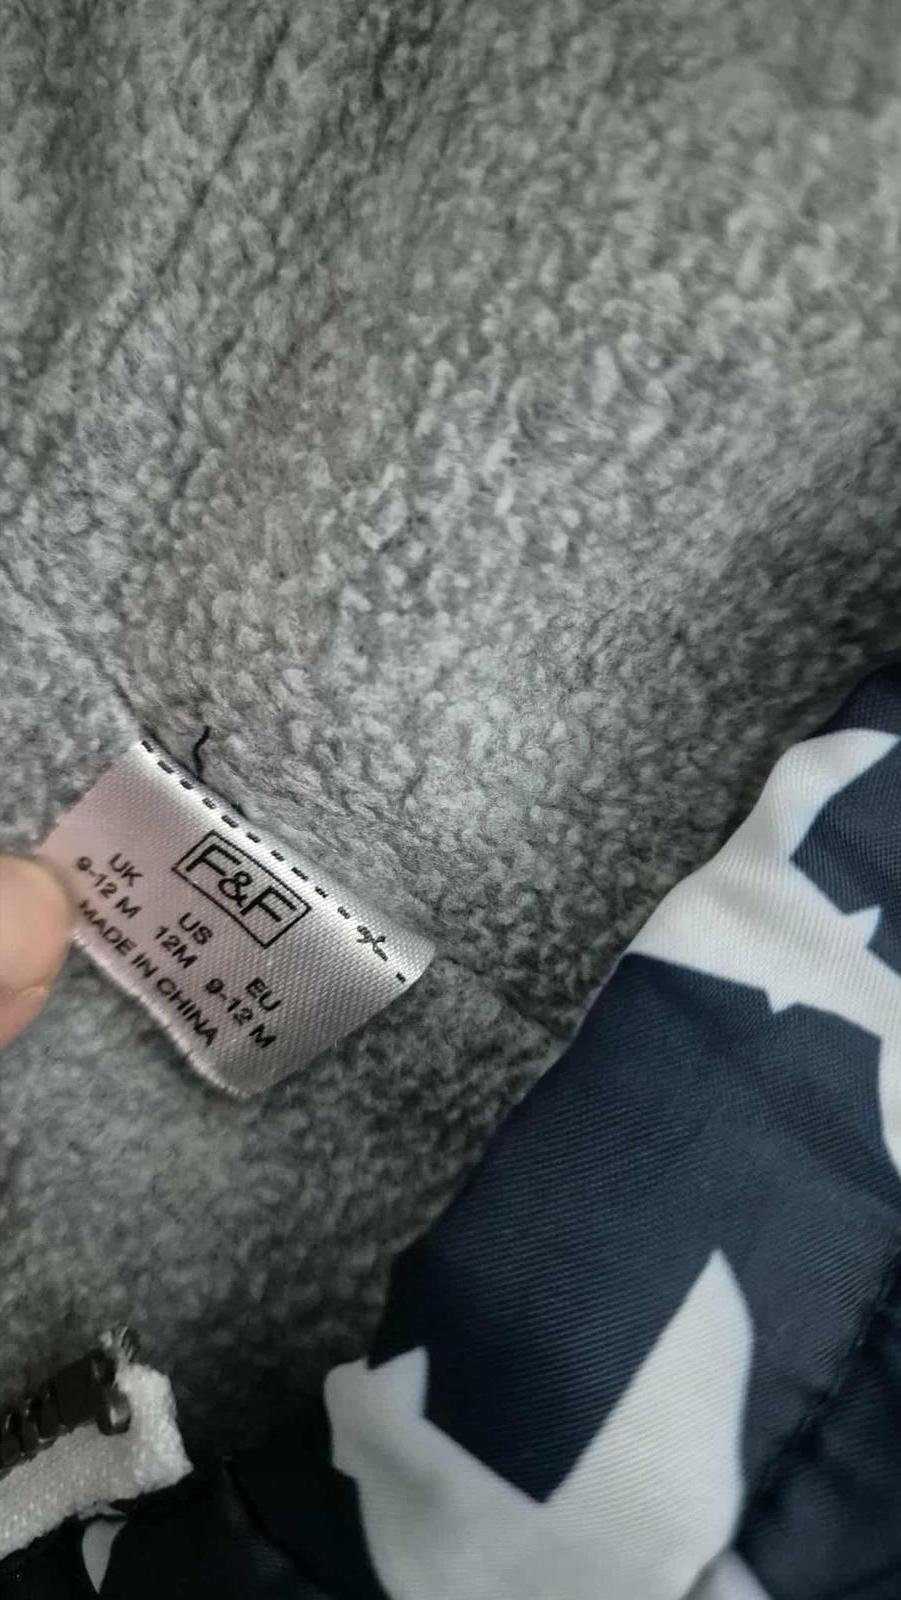 F&F
UK US EU
9-12 M 12M 9-12 M
MADE IN CHINA